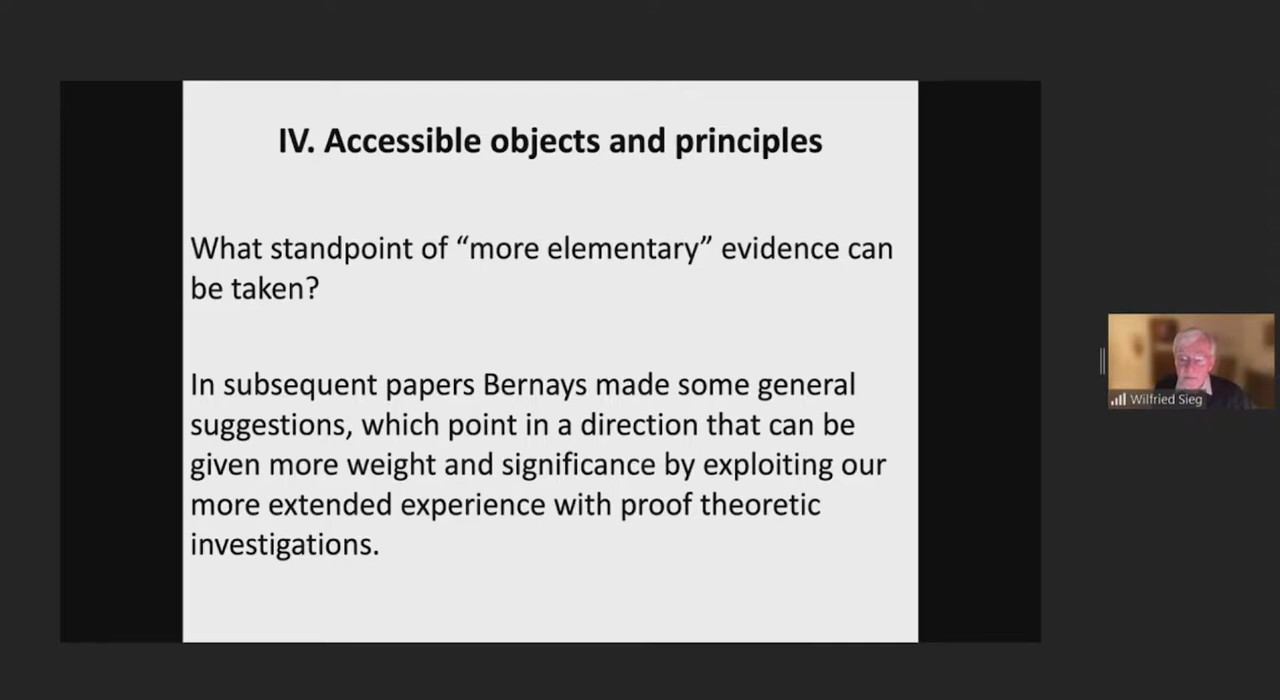 IV. Accessible objects and principles
What standpoint of “more elementary” evidence can
be taken?
In subsequent papers Bernays made some general
suggestions, which point in a direction that can be
given more weight and significance by exploiting our
more extended experience with proof theoretic
investigations.
Wilfried Sieg